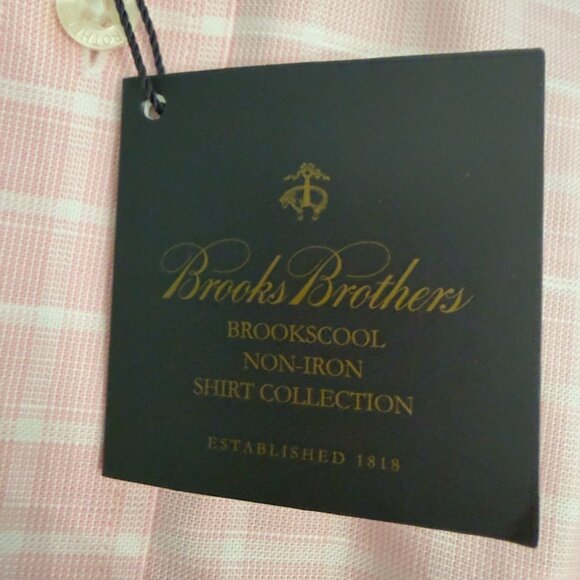 Brooks Brothers
BROOKSCOOL
NON-IRON
SHIRT COLLECTION
ESTABLISHED 1818